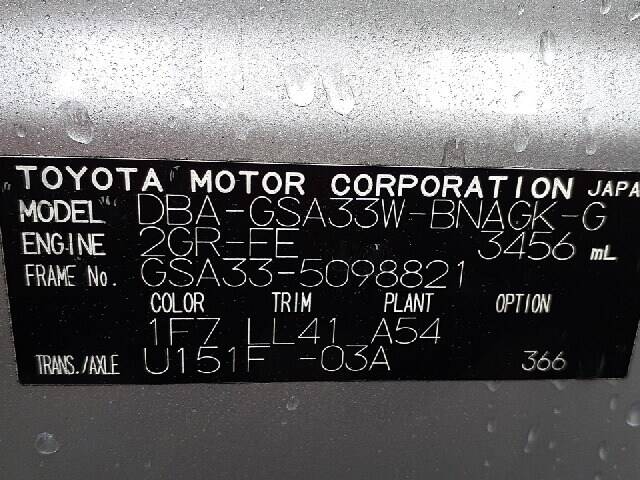 TOYOTA MOTOR CORPORATION JAPA
MODEL DBA-GSA33W-BNAGK-G
ENGINE 2GR-FE 3456 mL
FRAME No. GSA33-5098821
COLOR TRIM PLANT OPTION
1F7 LL41 A54
TRANS./AXLE U151F -03A 366